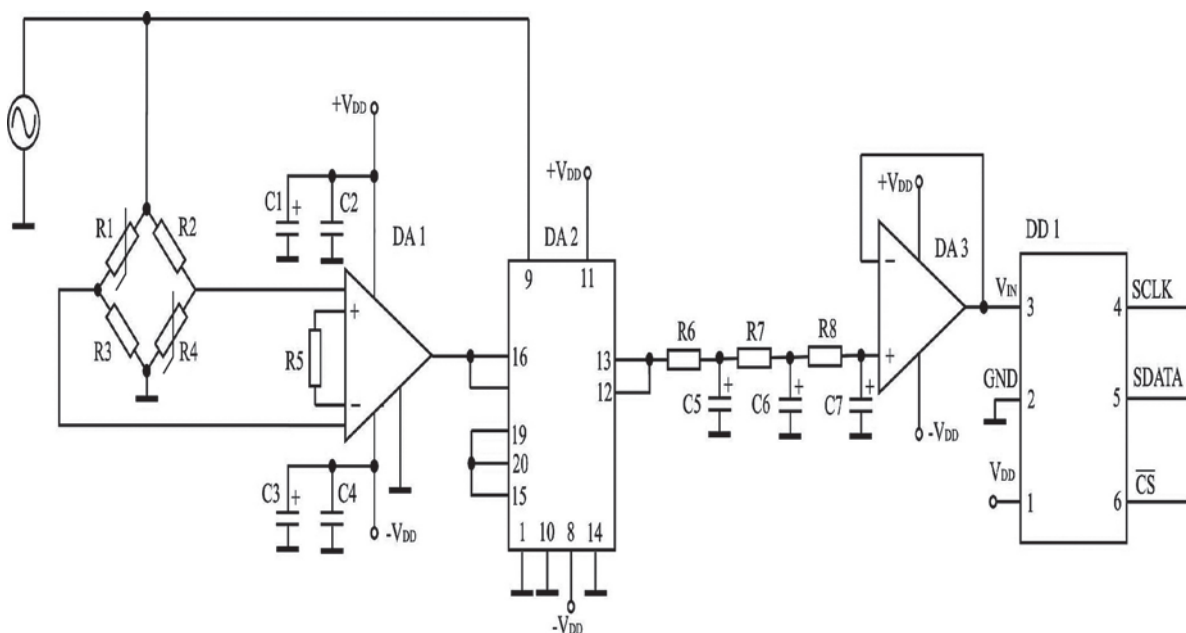 +VDD
C1
+
C2
DA 1
R1
R2
R3
R4
R5
+
−
C3
+
C4
-VDD
+VDD
DA 2
9
11
16
13
12
19
20
15
1
10
8
14
-VDD
R6
R7
R8
+
C5
+
C6
+
C7
+VDD
DA 3
−
+
-VDD
DD 1
VIN
3
4
SCLK
GND
2
5
SDATA
VDD
1
6
CS